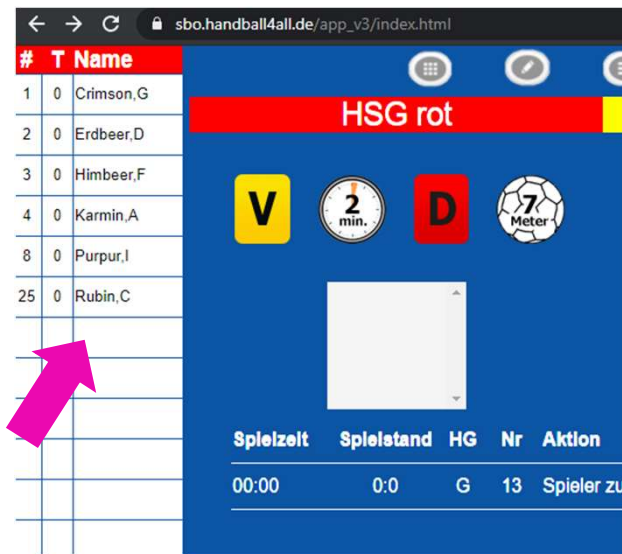 sbo.handball4all.de/app_v3/index.html
# T Name
1 0 Crimson,G
2 0 Erdbeer,D
3 0 Himbeer,F
4 0 Karmin,A
8 0 Purpur,I
25 0 Rubin,C
HSG rot
V 2 min. D 7 Meter
Spielzeit Spielstand HG Nr Aktion
00:00 0:0 G 13 Spieler zu